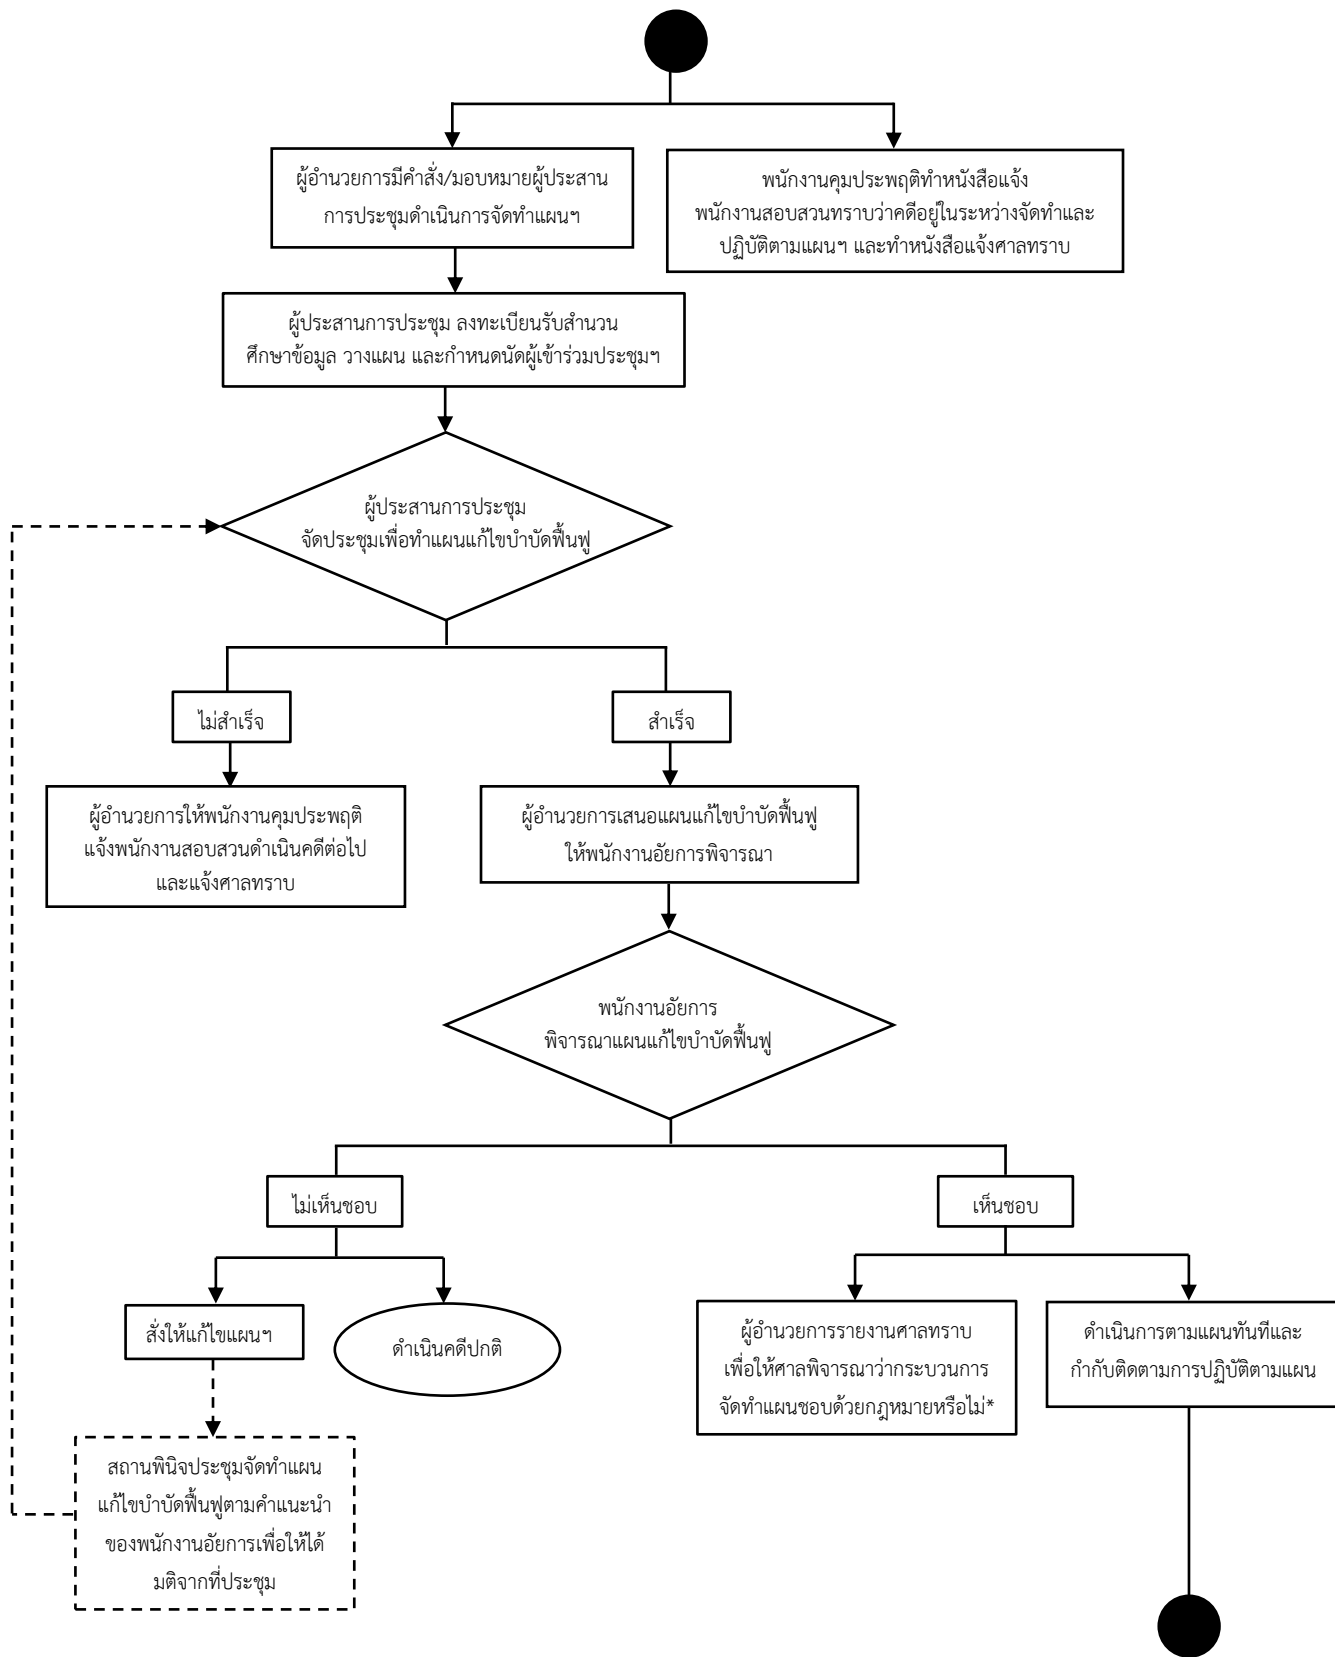 ผู้อำนวยการมีคำสั่ง/มอบหมายผู้ประสาน
การประชุมดำเนินการจัดทำแผนฯ
พนักงานคุมประพฤติทำหนังสือแจ้ง
พนักงานสอบสวนทราบว่าคดีอยู่ในระหว่างจัดทำและ
ปฏิบัติตามแผนฯ และทำหนังสือแจ้งศาลทราบ
ผู้ประสานการประชุม ลงทะเบียนรับสำนวน
ศึกษาข้อมูล วางแผน และกำหนดนัดผู้เข้าร่วมประชุมฯ
ผู้ประสานการประชุม
จัดประชุมเพื่อทำแผนแก้ไขบำบัดฟื้นฟู
ไม่สำเร็จ
สำเร็จ
ผู้อำนวยการให้พนักงานคุมประพฤติ
แจ้งพนักงานสอบสวนดำเนินคดีต่อไป
และแจ้งศาลทราบ
ผู้อำนวยการเสนอแผนแก้ไขบำบัดฟื้นฟู
ให้พนักงานอัยการพิจารณา
พนักงานอัยการ
พิจารณาแผนแก้ไขบำบัดฟื้นฟู
ไม่เห็นชอบ
เห็นชอบ
สั่งให้แก้ไขแผนฯ
ดำเนินคดีปกติ
ผู้อำนวยการรายงานศาลทราบ
เพื่อให้ศาลพิจารณาว่ากระบวนการ
จัดทำแผนชอบด้วยกฎหมายหรือไม่*
ดำเนินการตามแผนทันทีและ
กำกับติดตามการปฏิบัติตามแผน
สถานพินิจประชุมจัดทำแผน
แก้ไขบำบัดฟื้นฟูตามคำแนะนำ
ของพนักงานอัยการเพื่อให้ได้
มติจากที่ประชุม